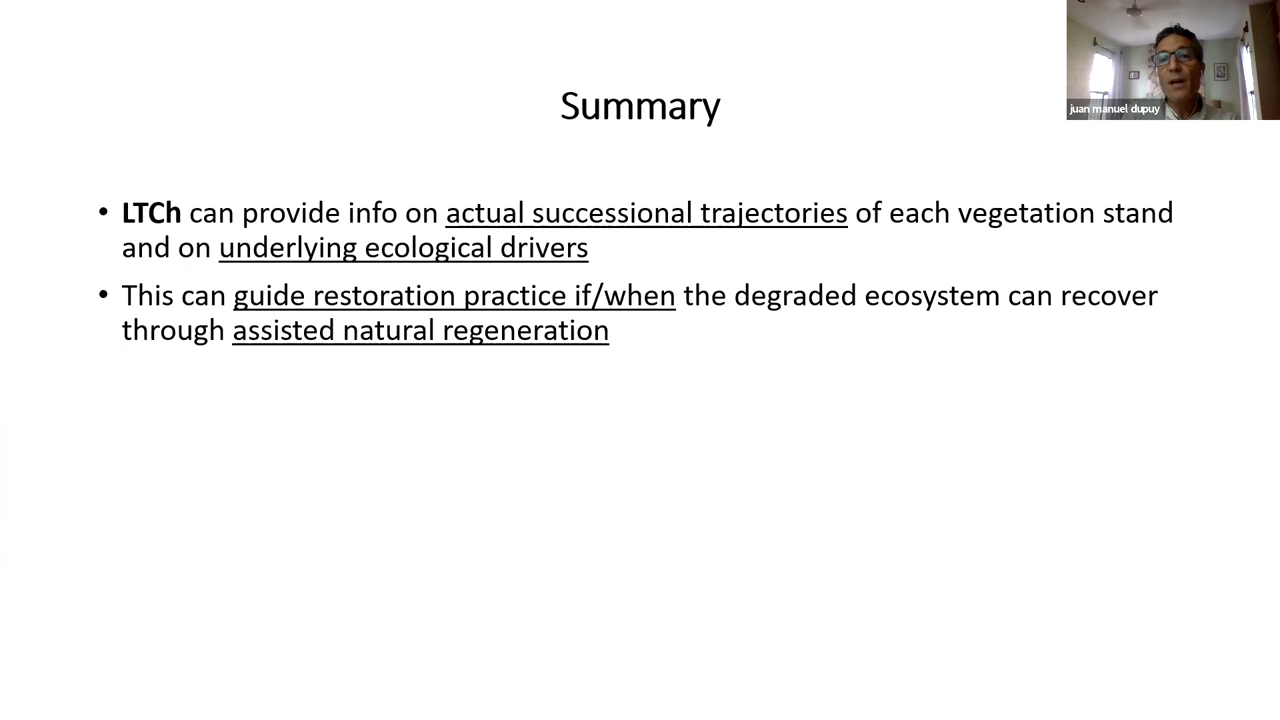 juan manuel dupuy
Summary
• LTCh can provide info on actual successional trajectories of each vegetation stand
and on underlying ecological drivers
• This can guide restoration practice if/when the degraded ecosystem can recover
through assisted natural regeneration